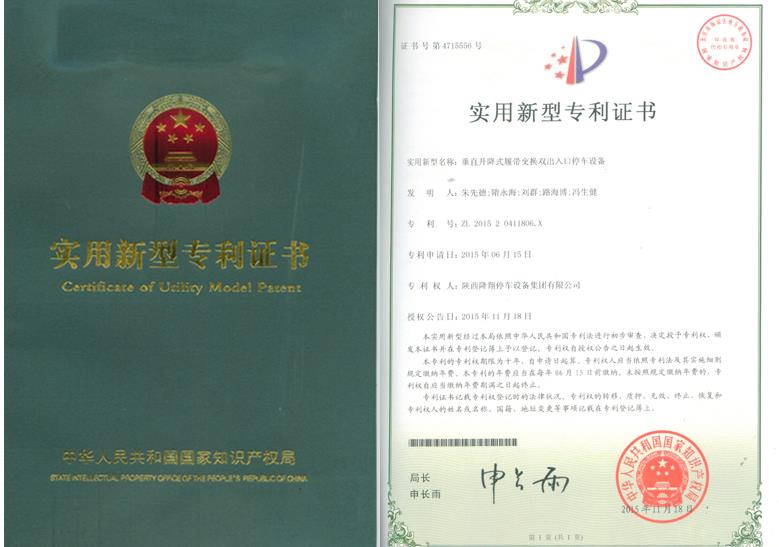 实用新型专利证书
Certificate of Utility Model Patent
中华人民共和国国家知识产权局
STATE INTELLECTUAL PROPERTY OFFICE OF THE PEOPLE'S REPUBLIC OF CHINA
证书号第4715556号
实用新型专利证书
实用新型名称：垂直升降式履带交换双出入口停车设备
发明人：朱先德;隋永海;刘群;路海博;冯生健
专利号：ZL 2015 2 0411806.X
专利申请日：2015年06月15日
专利权人：陕西隆翔停车设备集团有限公司
授权公告日：2015年11月18日
本实用新型经过本局依照中华人民共和国专利法进行初步审查，决定授予专利权，颁
发本证书并在专利登记簿上予以登记。专利权自授权公告之日起生效。
本专利的专利权期限为十年，自申请日起算。专利权人应当依照专利法及其实施细则
规定缴纳年费。本专利的年费应当在每年06月15日前缴纳。未按照规定缴纳年费的，专利
权自应当缴纳年费期满之日起终止。
专利证书记载专利权登记时的法律状况。专利权的转移、质押、无效、终止、恢复和
专利权人的姓名或名称、国籍、地址变更等事项记载在专利登记簿上。
局长
申长雨
申长雨
中华人民共和国国家知识产权局
2015年11月18日
第1页(共1页)